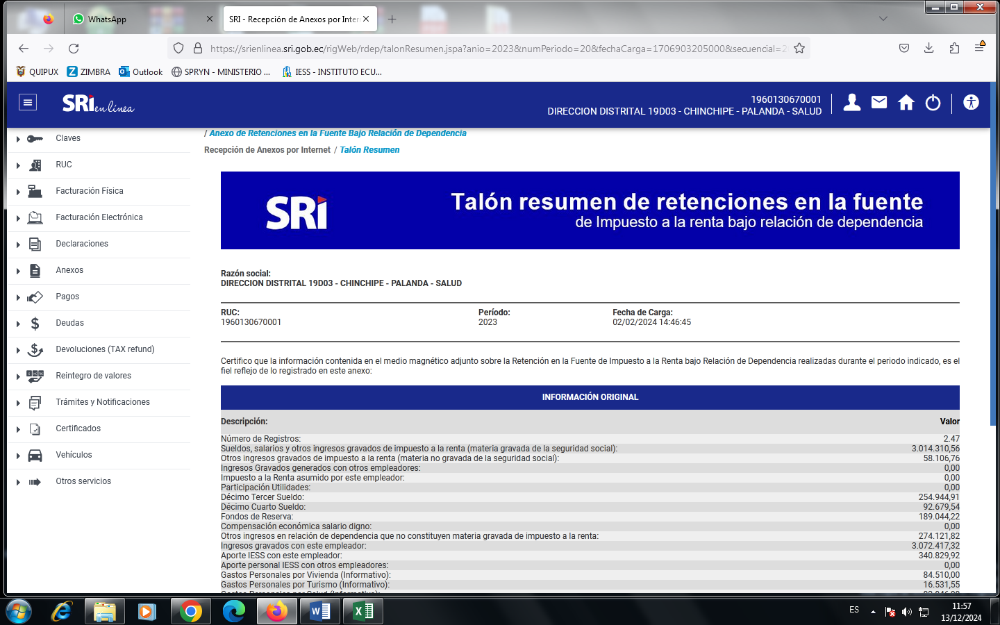 WhatsApp
SRI - Recepción de Anexos por Inter
https://srienlinea.sri.gob.ec/rigWeb/rdep/talonResumen.jspa?anio=2023&numPeriodo=20&fechaCarga=1706903205000&secuencial=2
QUIPUX
ZIMBRA
Outlook
SPRYN - MINISTERIO ...
IESS - INSTITUTO ECU...
SRi en línea
1960130670001
DIRECCION DISTRITAL 19D03 - CHINCHIPE - PALANDA - SALUD
Claves
RUC
Facturación Física
Facturación Electrónica
Declaraciones
Anexos
Pagos
Deudas
Devoluciones (TAX refund)
Reintegro de valores
Trámites y Notificaciones
Certificados
Vehículos
Otros servicios
/ Anexo de Retenciones en la Fuente Bajo Relación de Dependencia
Recepción de Anexos por Internet / Talón Resumen
SRi
Talón resumen de retenciones en la fuente
de Impuesto a la renta bajo relación de dependencia
Razón social:
DIRECCION DISTRITAL 19D03 - CHINCHIPE - PALANDA - SALUD
RUC: Período: Fecha de Carga:
1960130670001 2023 02/02/2024 14:46:45
Certifico que la información contenida en el medio magnético adjunto sobre la Retención en la Fuente de Impuesto a la Renta bajo Relación de Dependencia realizadas durante el periodo indicado, es el
fiel reflejo de lo registrado en este anexo:
INFORMACIÓN ORIGINAL
Descripción: Valor
Número de Registros: 2.47
Sueldos, salarios y otros ingresos gravados de impuesto a la renta (materia gravada de la seguridad social): 3.014.310,56
Otros ingresos gravados de impuesto a la renta (materia no gravada de la seguridad social): 58.106,76
Ingresos Gravados generados con otros empleadores: 0,00
Impuesto a la Renta asumido por este empleador: 0,00
Participación Utilidades: 0,00
Décimo Tercer Sueldo: 254.944,91
Décimo Cuarto Sueldo: 92.679,54
Fondos de Reserva: 189.044,22
Compensación económica salario digno: 0,00
Otros ingresos en relación de dependencia que no constituyen materia gravada de impuesto a la renta: 274.121,82
Ingresos gravados con este empleador: 3.072.417,32
Aporte IESS con este empleador: 340.829,92
Aporte personal IESS con otros empleadores: 0,00
Gastos Personales por Vivienda (Informativo): 84.510,00
Gastos Personales por Turismo (Informativo): 16.531,55
ES
11:57
13/12/2024